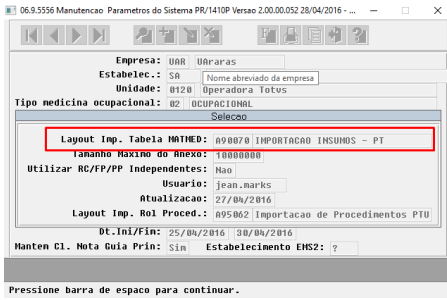 06.9.5556 Manutencao Parametros do Sistema PR/1410P Versao 2.00.00.052 28/04/2016 - ...
Empresa: UAR UAraras
Estabelec.: SA
Nome abreviado da empresa
Unidade: 0120 Operadora Totvs
Tipo medicina ocupacional: 02 OCUPACIONAL
Selecao
Layout Imp. Tabela MATMED: A90070 IMPORTACAO INSUMOS - PT
Tamanho Maximo do Anexo: 10000000
Utilizar RC/FP/PP Independentes: Nao
Usuario: jean.marks
Atualizacao: 27/04/2016
Layout Imp. Rol Proced.: A95062 Importacao de Procedimentos PTU
Dt.Ini/Fim: 25/04/2016 30/04/2016
Mantem Cl. Nota Guia Prin: Sim Estabelecimento EMS2: ?
Pressione barra de espaco para continuar.